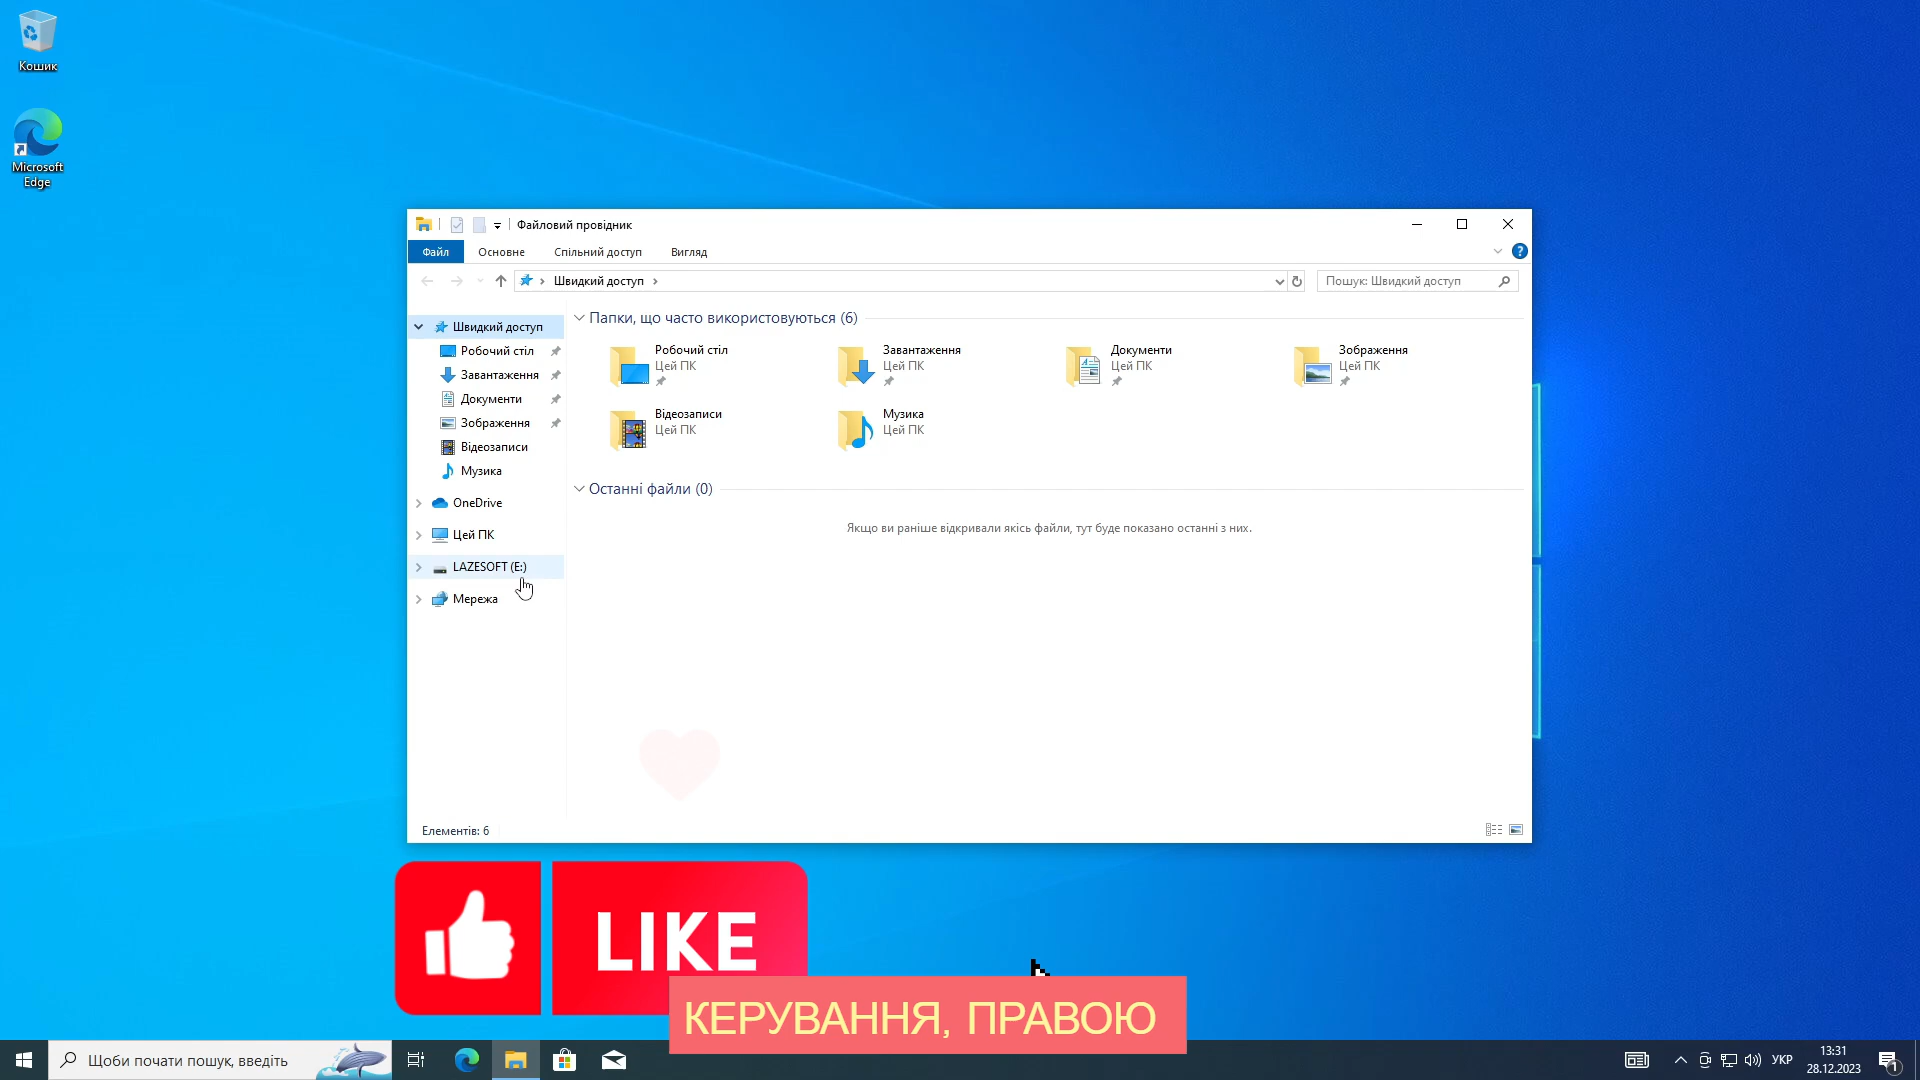 Кошик
Microsoft
Edge
Файловий провідник
Файл
Основне
Спільний доступ
Вигляд
?
Швидкий доступ
Пошук: Швидкий доступ
Швидкий доступ
Робочий стіл
Завантаження
Документи
Зображення
Відеозаписи
Музика
OneDrive
Цей ПК
LAZESOFT (E:)
Мережа
Папки, що часто використовуються (6)
Робочий стіл
Цей ПК
Завантаження
Цей ПК
Документи
Цей ПК
Зображення
Цей ПК
Відеозаписи
Цей ПК
Музика
Цей ПК
Останні файли (0)
Якщо ви раніше відкривали якісь файли, тут буде показано останні з них.
Елементів: 6
LIKE
КЕРУВАННЯ, ПРАВОЮ
Щоби почати пошук, введіть
УКР
13:31
28.12.2023
1